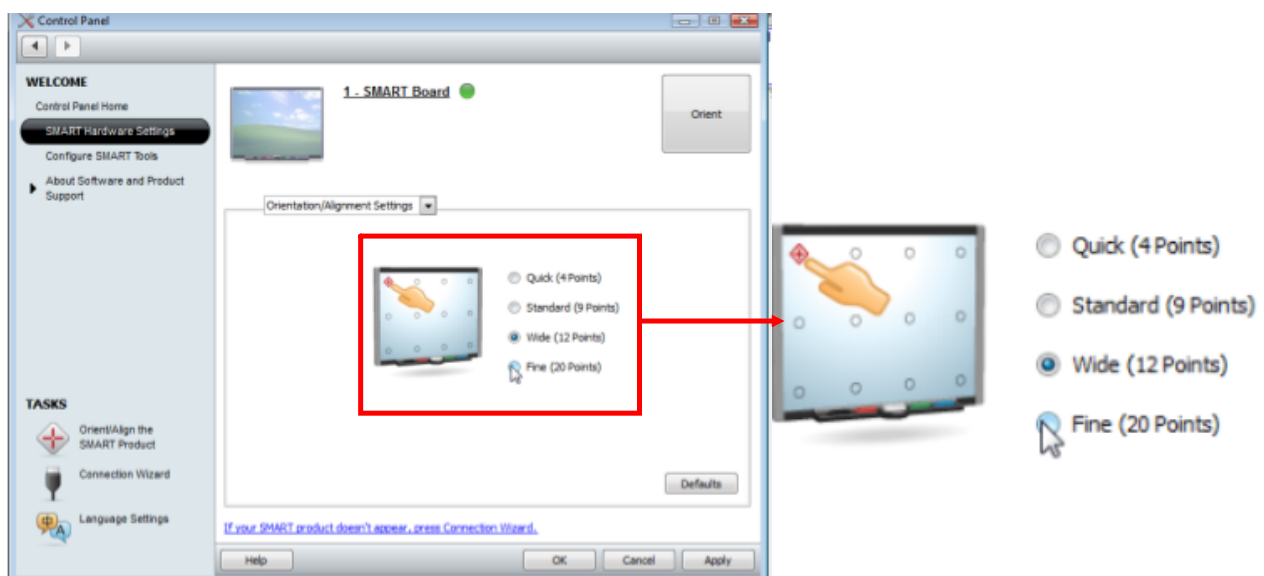 Control Panel
WELCOME
Control Panel Home
SMART Hardware Settings
Configure SMART Tools
About Software and Product
Support
TASKS
Orient/Align the
SMART Product
Connection Wizard
Language Settings
1 - SMART Board
Orient
Orientation/Alignment Settings
Quick (4 Points)
Standard (9 Points)
Wide (12 Points)
Fine (20 Points)
Defaults
If your SMART product doesn't appear, press Connection Wizard.
Help
OK
Cancel
Apply
Quick (4 Points)
Standard (9 Points)
Wide (12 Points)
Fine (20 Points)